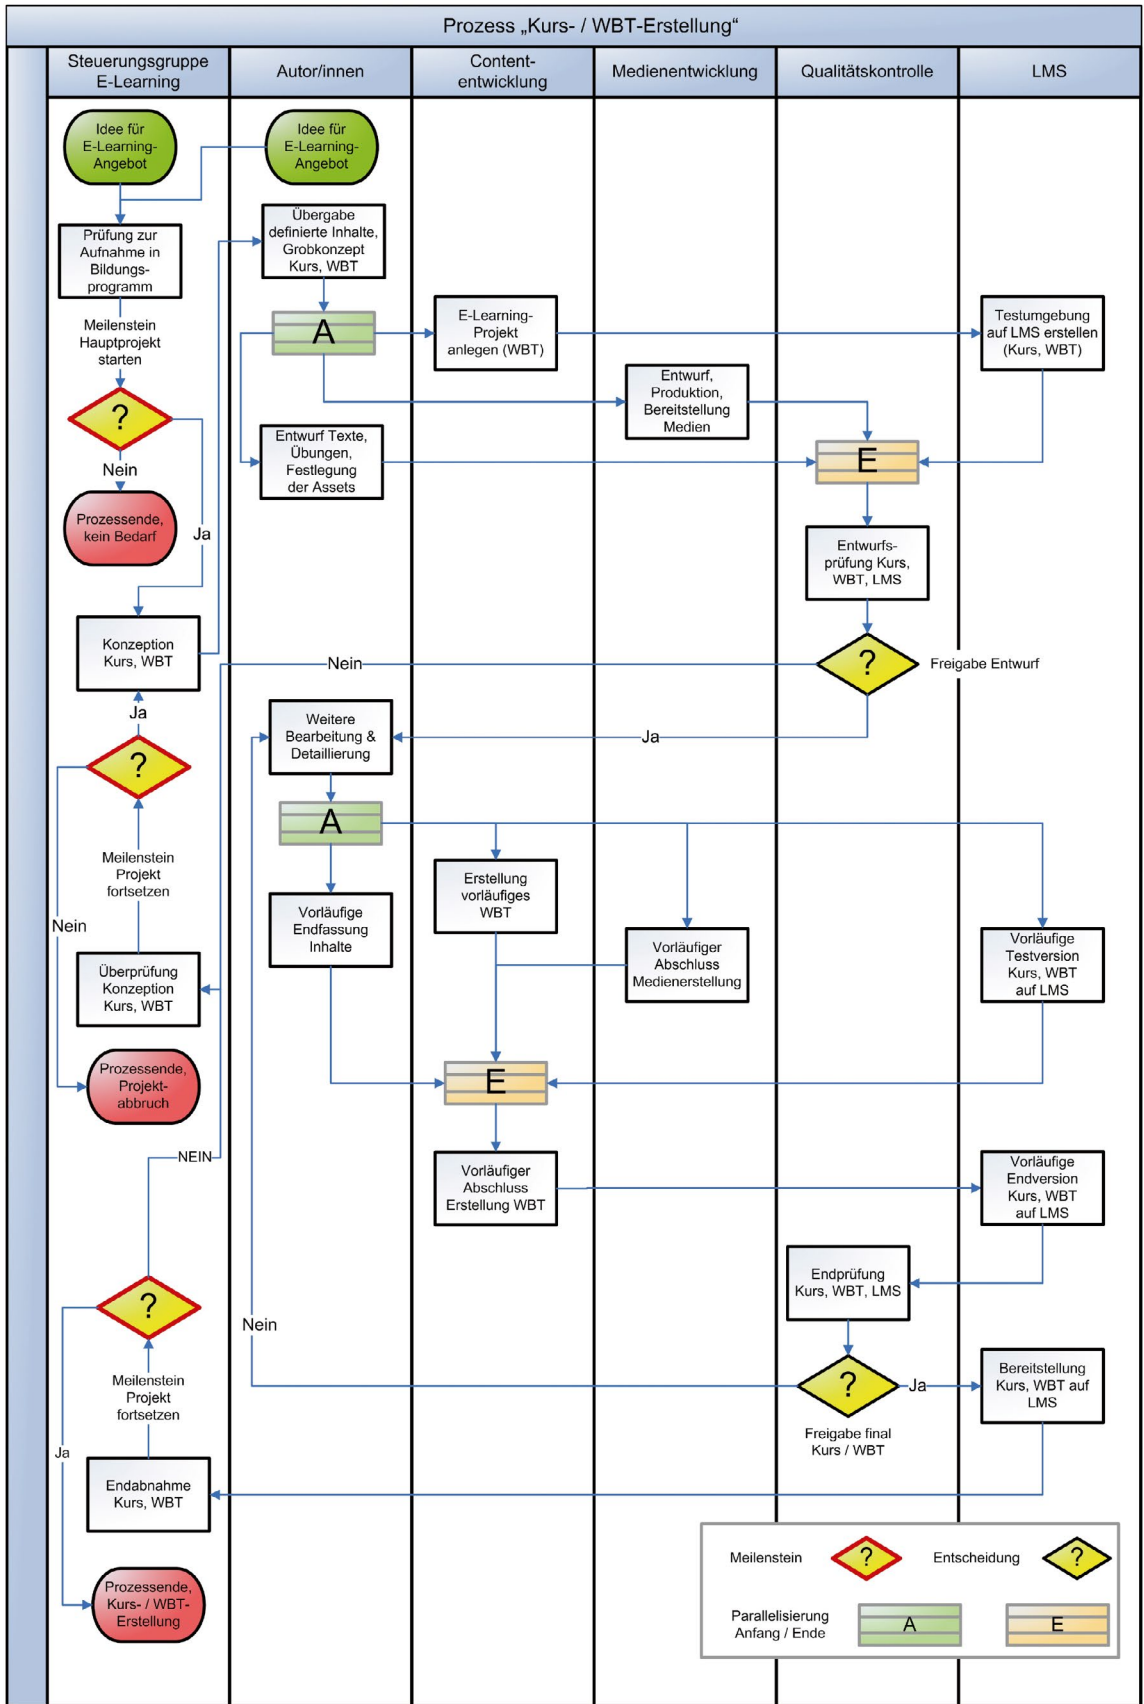 Prozess „Kurs- / WBT-Erstellung“
Steuerungsgruppe
E-Learning
Autor/innen
Content-
entwicklung
Medienentwicklung
Qualitätskontrolle
LMS
Idee für
E-Learning-
Angebot
Idee für
E-Learning-
Angebot
Prüfung zur
Aufnahme in
Bildungs-
programm
Übergabe
definierte Inhalte,
Grobkonzept
Kurs, WBT
Meilenstein
Hauptprojekt
starten
A
E-Learning-
Projekt
anlegen (WBT)
Testumgebung
auf LMS erstellen
(Kurs, WBT)
?
Nein
Entwurf,
Produktion,
Bereitstellung
Medien
Entwurf Texte,
Übungen,
Festlegung
der Assets
E
Prozessende,
kein Bedarf
Ja
Entwurfs-
prüfung Kurs,
WBT, LMS
Konzeption
Kurs, WBT
Nein
?
Freigabe Entwurf
Ja
Weitere
Bearbeitung &
Detaillierung
Ja
?
A
Meilenstein
Projekt
fortsetzen
Nein
Erstellung
vorläufiges
WBT
Vorläufige
Endfassung
Inhalte
Vorläufiger
Abschluss
Medienerstellung
Vorläufige
Testversion
Kurs, WBT
auf LMS
Überprüfung
Konzeption
Kurs, WBT
Prozessende,
Projekt-
abbruch
E
NEIN
Vorläufiger
Abschluss
Erstellung WBT
Vorläufige
Endversion
Kurs, WBT
auf LMS
?
Endprüfung
Kurs, WBT, LMS
Nein
Meilenstein
Projekt
fortsetzen
?
Ja
Bereitstellung
Kurs, WBT auf
LMS
Freigabe final
Kurs / WBT
Ja
Endabnahme
Kurs, WBT
Prozessende,
Kurs- / WBT-
Erstellung
Meilenstein
?
Entscheidung
?
Parallelisierung
Anfang / Ende
A
E